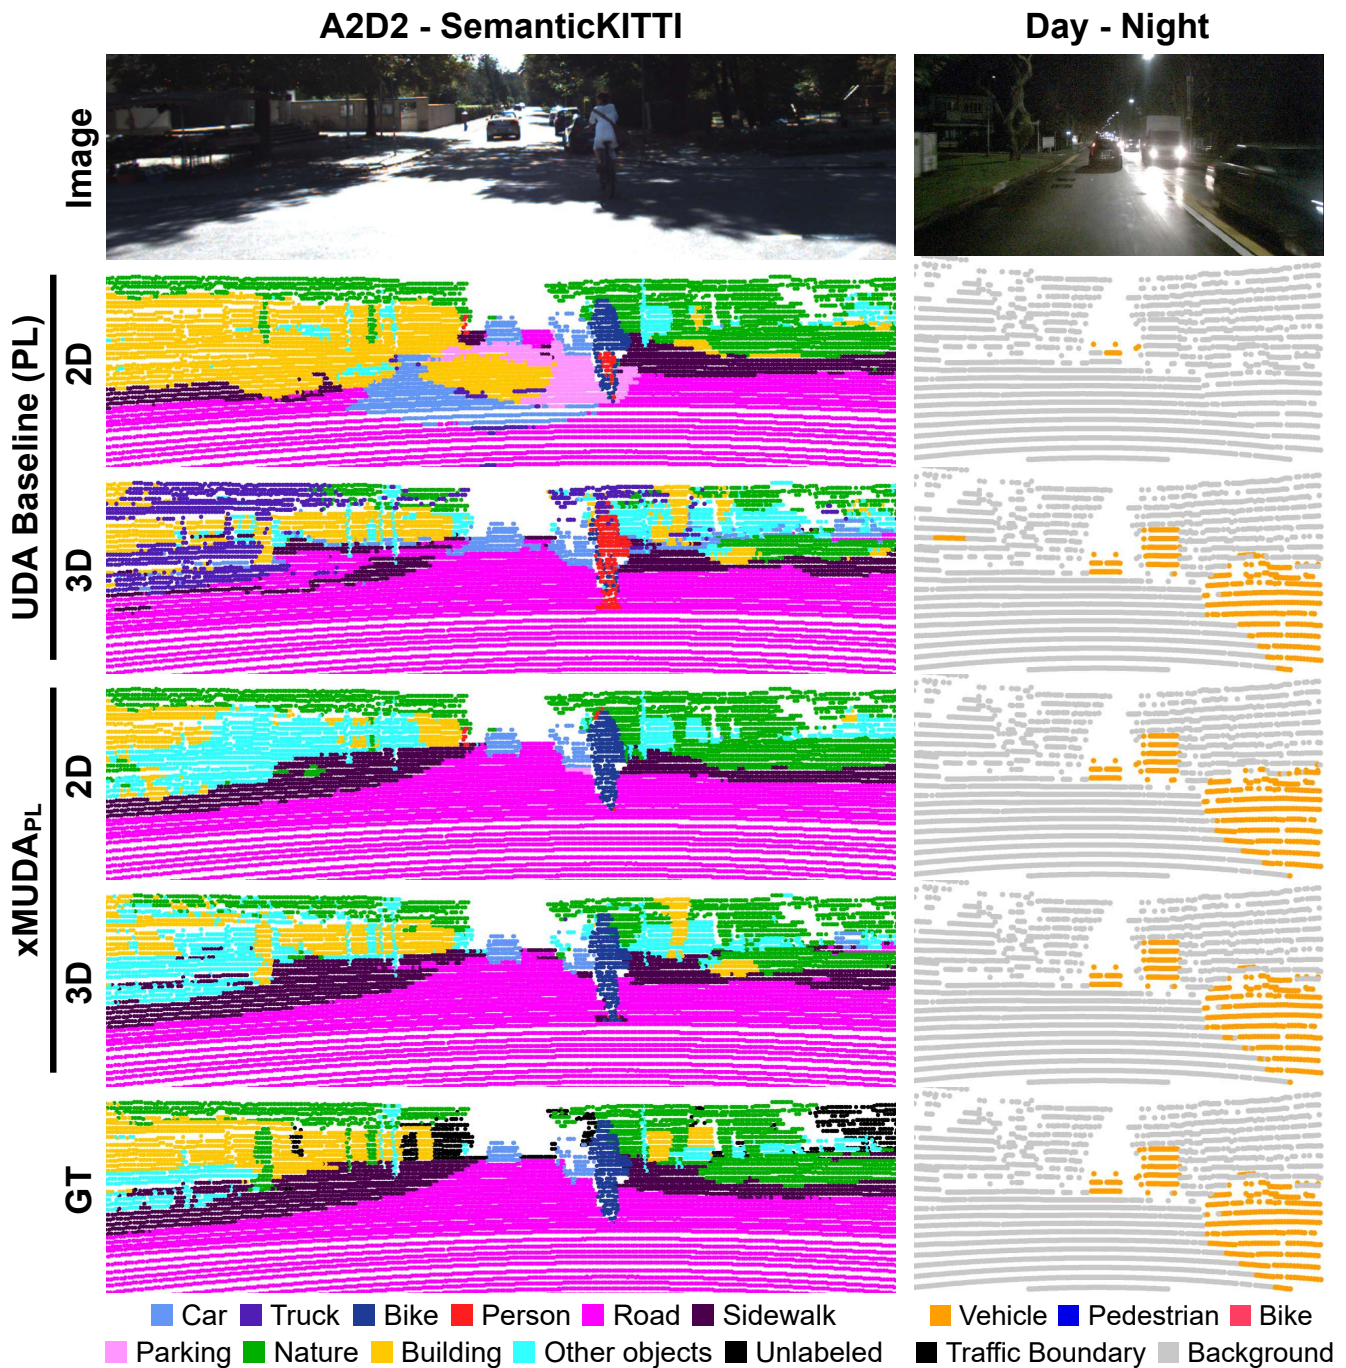 A2D2 - SemanticKITTI
Day - Night
Image
UDA Baseline (PL)
2D
3D
xMUDAPL
2D
3D
GT
Car Truck Bike Person Road Sidewalk
Parking Nature Building Other objects Unlabeled
Vehicle Pedestrian Bike
Traffic Boundary Background